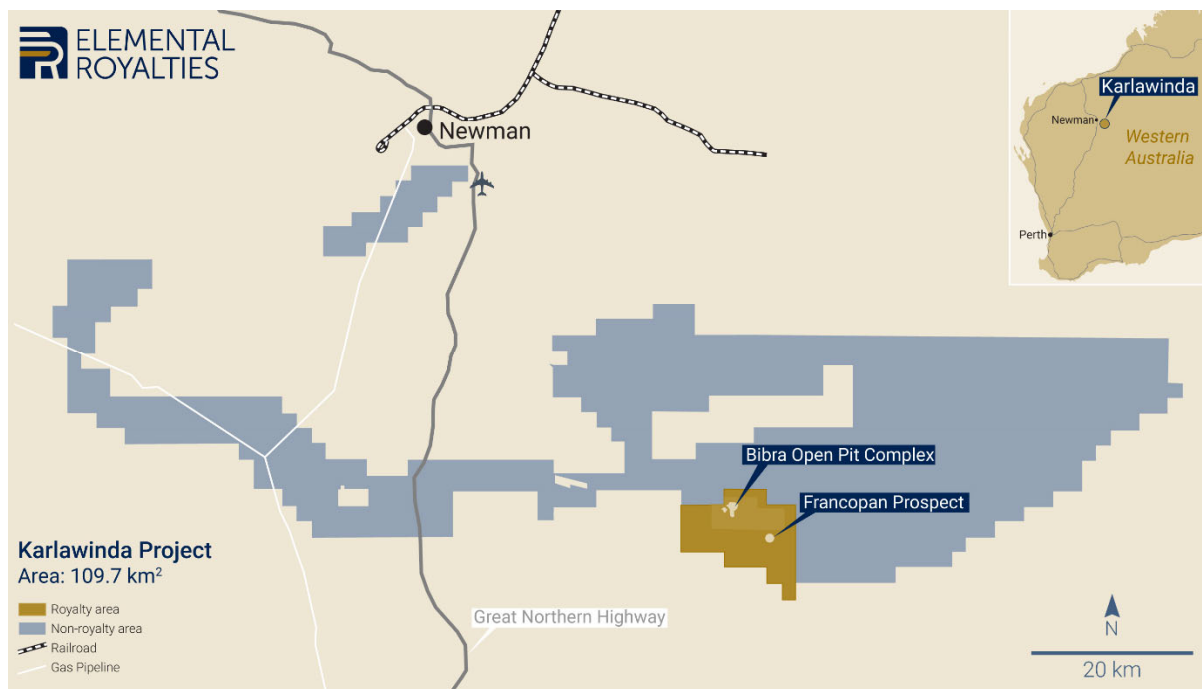 ELEMENTAL
ROYALTIES
Newman
Karlawinda
Newman
Western
Australia
Perth
Bibra Open Pit Complex
Francopan Prospect
Karlawinda Project
Area: 109.7 km²
Royalty area
Non-royalty area
Railroad
Gas Pipeline
Great Northern Highway
N
20 km